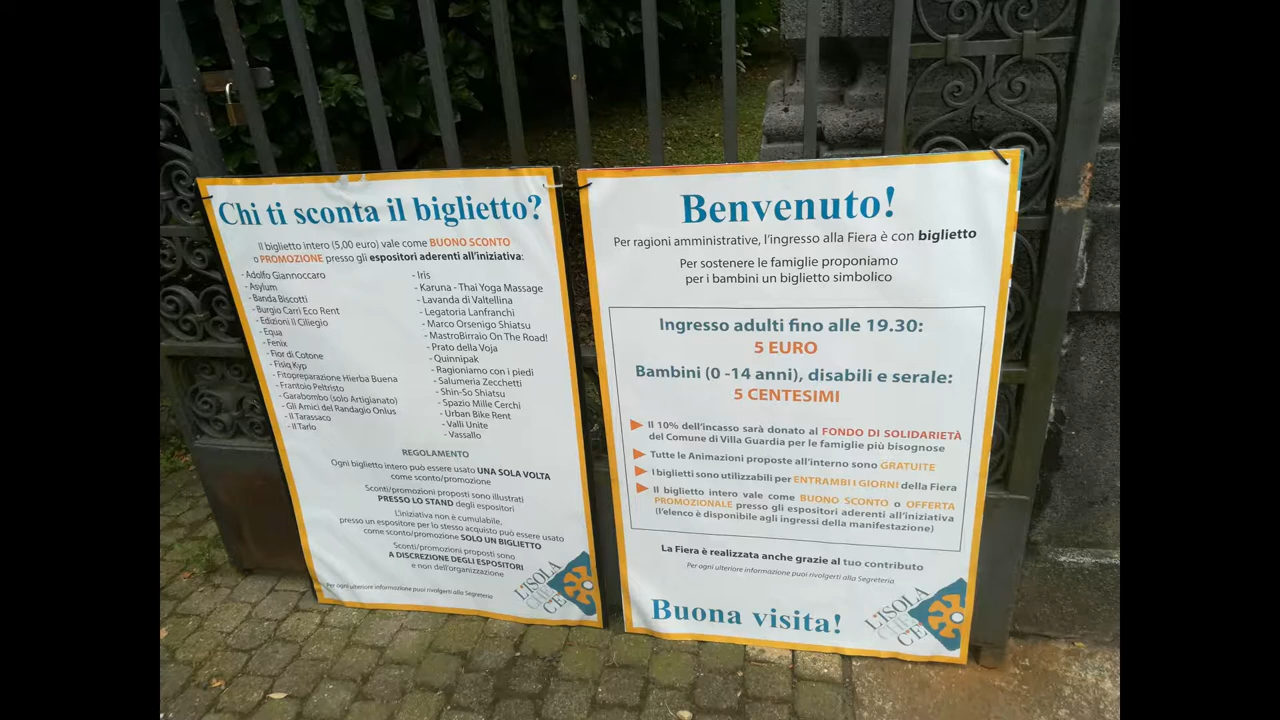 Chi ti sconta il biglietto?
Il biglietto intero (5,00 euro) vale come BUONO SCONTO
o PROMOZIONE presso gli espositori aderenti all'iniziativa:
- Adolfo Giannoccaro
- Asylum
- Banda Biscotti
- Burgio Carri Eco Rent
- Edizioni il Ciliegio
- Equa
- Fenix
- Fior di Cotone
- Fisiq Kyp
- Fitopreparazione Hierba Buena
- Frantoio Peltristo
- Garabombo (solo Artigianato)
- Gli Amici del Randagio Onlus
- Il Tarassaco
- Il Tarlo
- Iris
- Karuna - Thai Yoga Massage
- Lavanda di Valtellina
- Legatoria Lanfranchi
- Marco Orsenigo Shiatsu
- MastroBirraio On The Road!
- Prato della Voja
- Quinnipak
- Ragioniamo con i piedi
- Salumeria Zecchetti
- Shin-So Shiatsu
- Spazio Mille Cerchi
- Urban Bike Rent
- Valli Unite
- Vassallo
REGOLAMENTO
Ogni biglietto intero può essere usato UNA SOLA VOLTA
come sconto/promozione
Sconti/promozioni proposti sono illustrati
PRESSO LO STAND degli espositori
L'iniziativa non è cumulabile,
presso un espositore per lo stesso acquisto può essere usato
come sconto/promozione SOLO UN BIGLIETTO
Sconti/promozioni proposti sono
A DISCREZIONE DEGLI ESPOSITORI
e non dell'organizzazione
Per ogni ulteriore informazione puoi rivolgerti alla Segreteria
L'ISOLA
CHE
C'È
Benvenuto!
Per ragioni amministrative, l'ingresso alla Fiera è con biglietto
Per sostenere le famiglie proponiamo
per i bambini un biglietto simbolico
Ingresso adulti fino alle 19.30:
5 EURO
Bambini (0 -14 anni), disabili e serale:
5 CENTESIMI
Il 10% dell'incasso sarà donato al FONDO DI SOLIDARIETÀ
del Comune di Villa Guardia per le famiglie più bisognose
Tutte le Animazioni proposte all'interno sono GRATUITE
I biglietti sono utilizzabili per ENTRAMBI I GIORNI della Fiera
Il biglietto intero vale come BUONO SCONTO o OFFERTA
PROMOZIONALE presso gli espositori aderenti all'iniziativa
(l'elenco è disponibile agli ingressi della manifestazione)
La Fiera è realizzata anche grazie al tuo contributo
Per ogni ulteriore informazione puoi rivolgerti alla Segreteria
Buona visita!
L'ISOLA
CHE
C'È